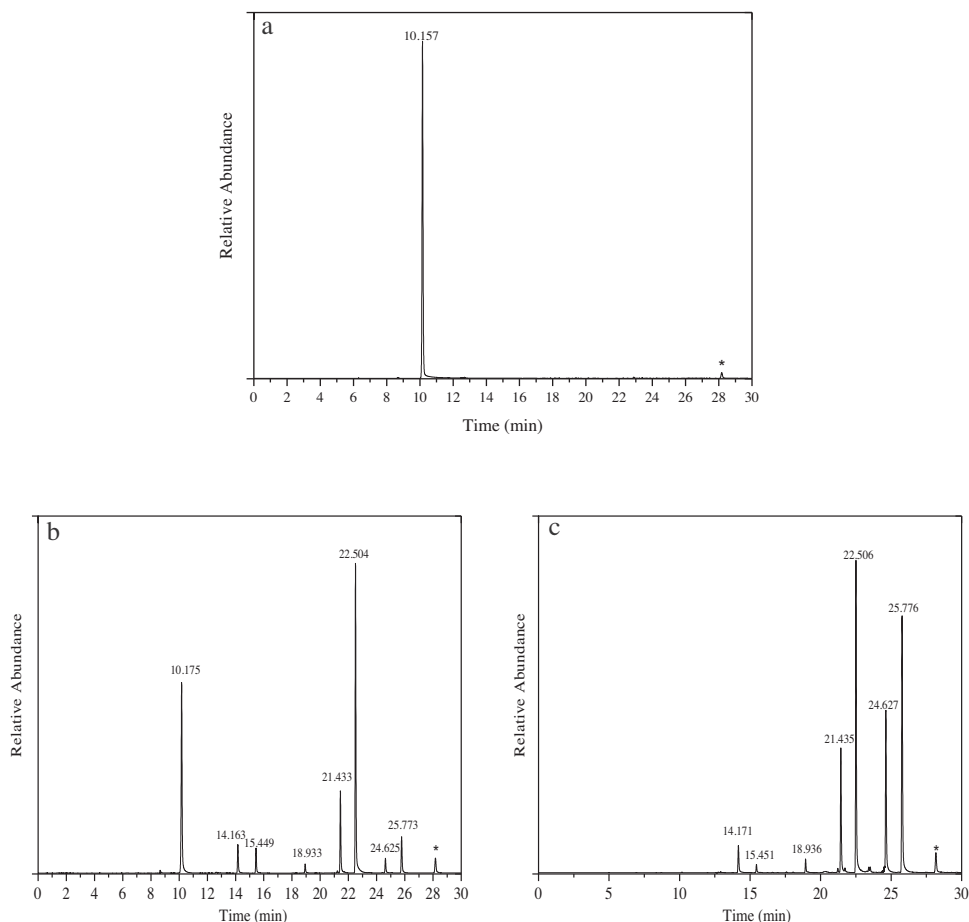 a
10.157
*
Relative Abundance
0 2 4 6 8 10 12 14 16 18 20 22 24 26 28 30
Time (min)
b
22.504
10.175
21.433
14.163
15.449
18.933
24.625
25.773
*
Relative Abundance
0 2 4 6 8 10 12 14 16 18 20 22 24 26 28 30
Time (min)
c
22.506
25.776
24.627
21.435
14.171
15.451
18.936
*
Relative Abundance
0 5 10 15 20 25 30
Time (min)